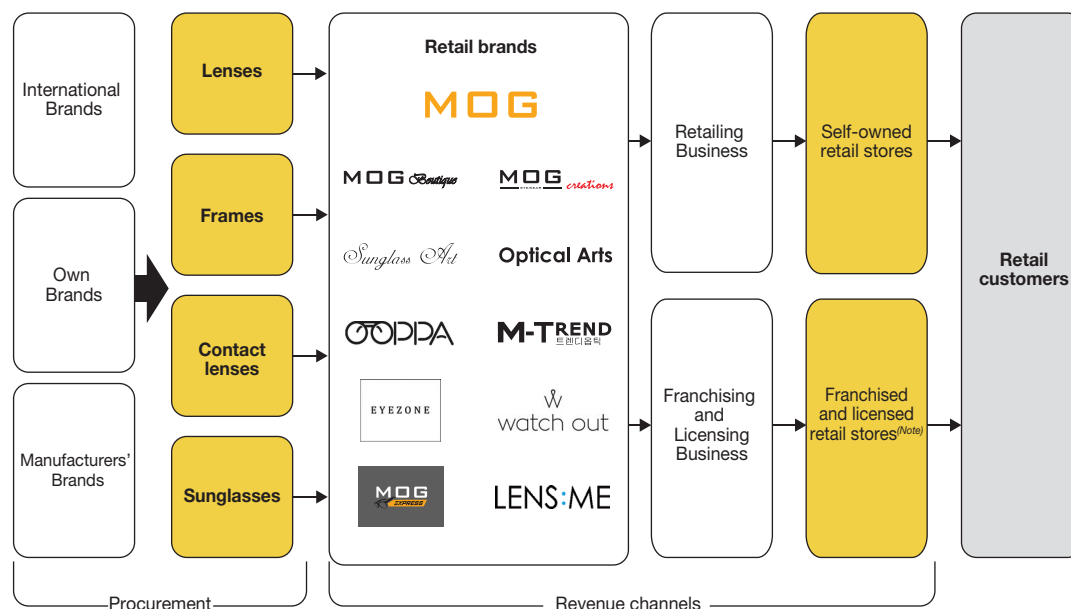 International
Brands
Own
Brands
Manufacturers’
Brands
Lenses
Frames
Contact
lenses
Sunglasses
Retail brands
MOG
MOG Boutique
MOG EYEWEAR creations
Sunglass Art
Optical Arts
OOPPA
M-TREND
트렌디옵틱
EYEZONE
watch out
MOG
EXPRESS
LENS:ME
Retailing
Business
Franchising
and
Licensing
Business
Self-owned
retail stores
Franchised
and licensed
retail stores(Note)
Retail
customers
Procurement
Revenue channels